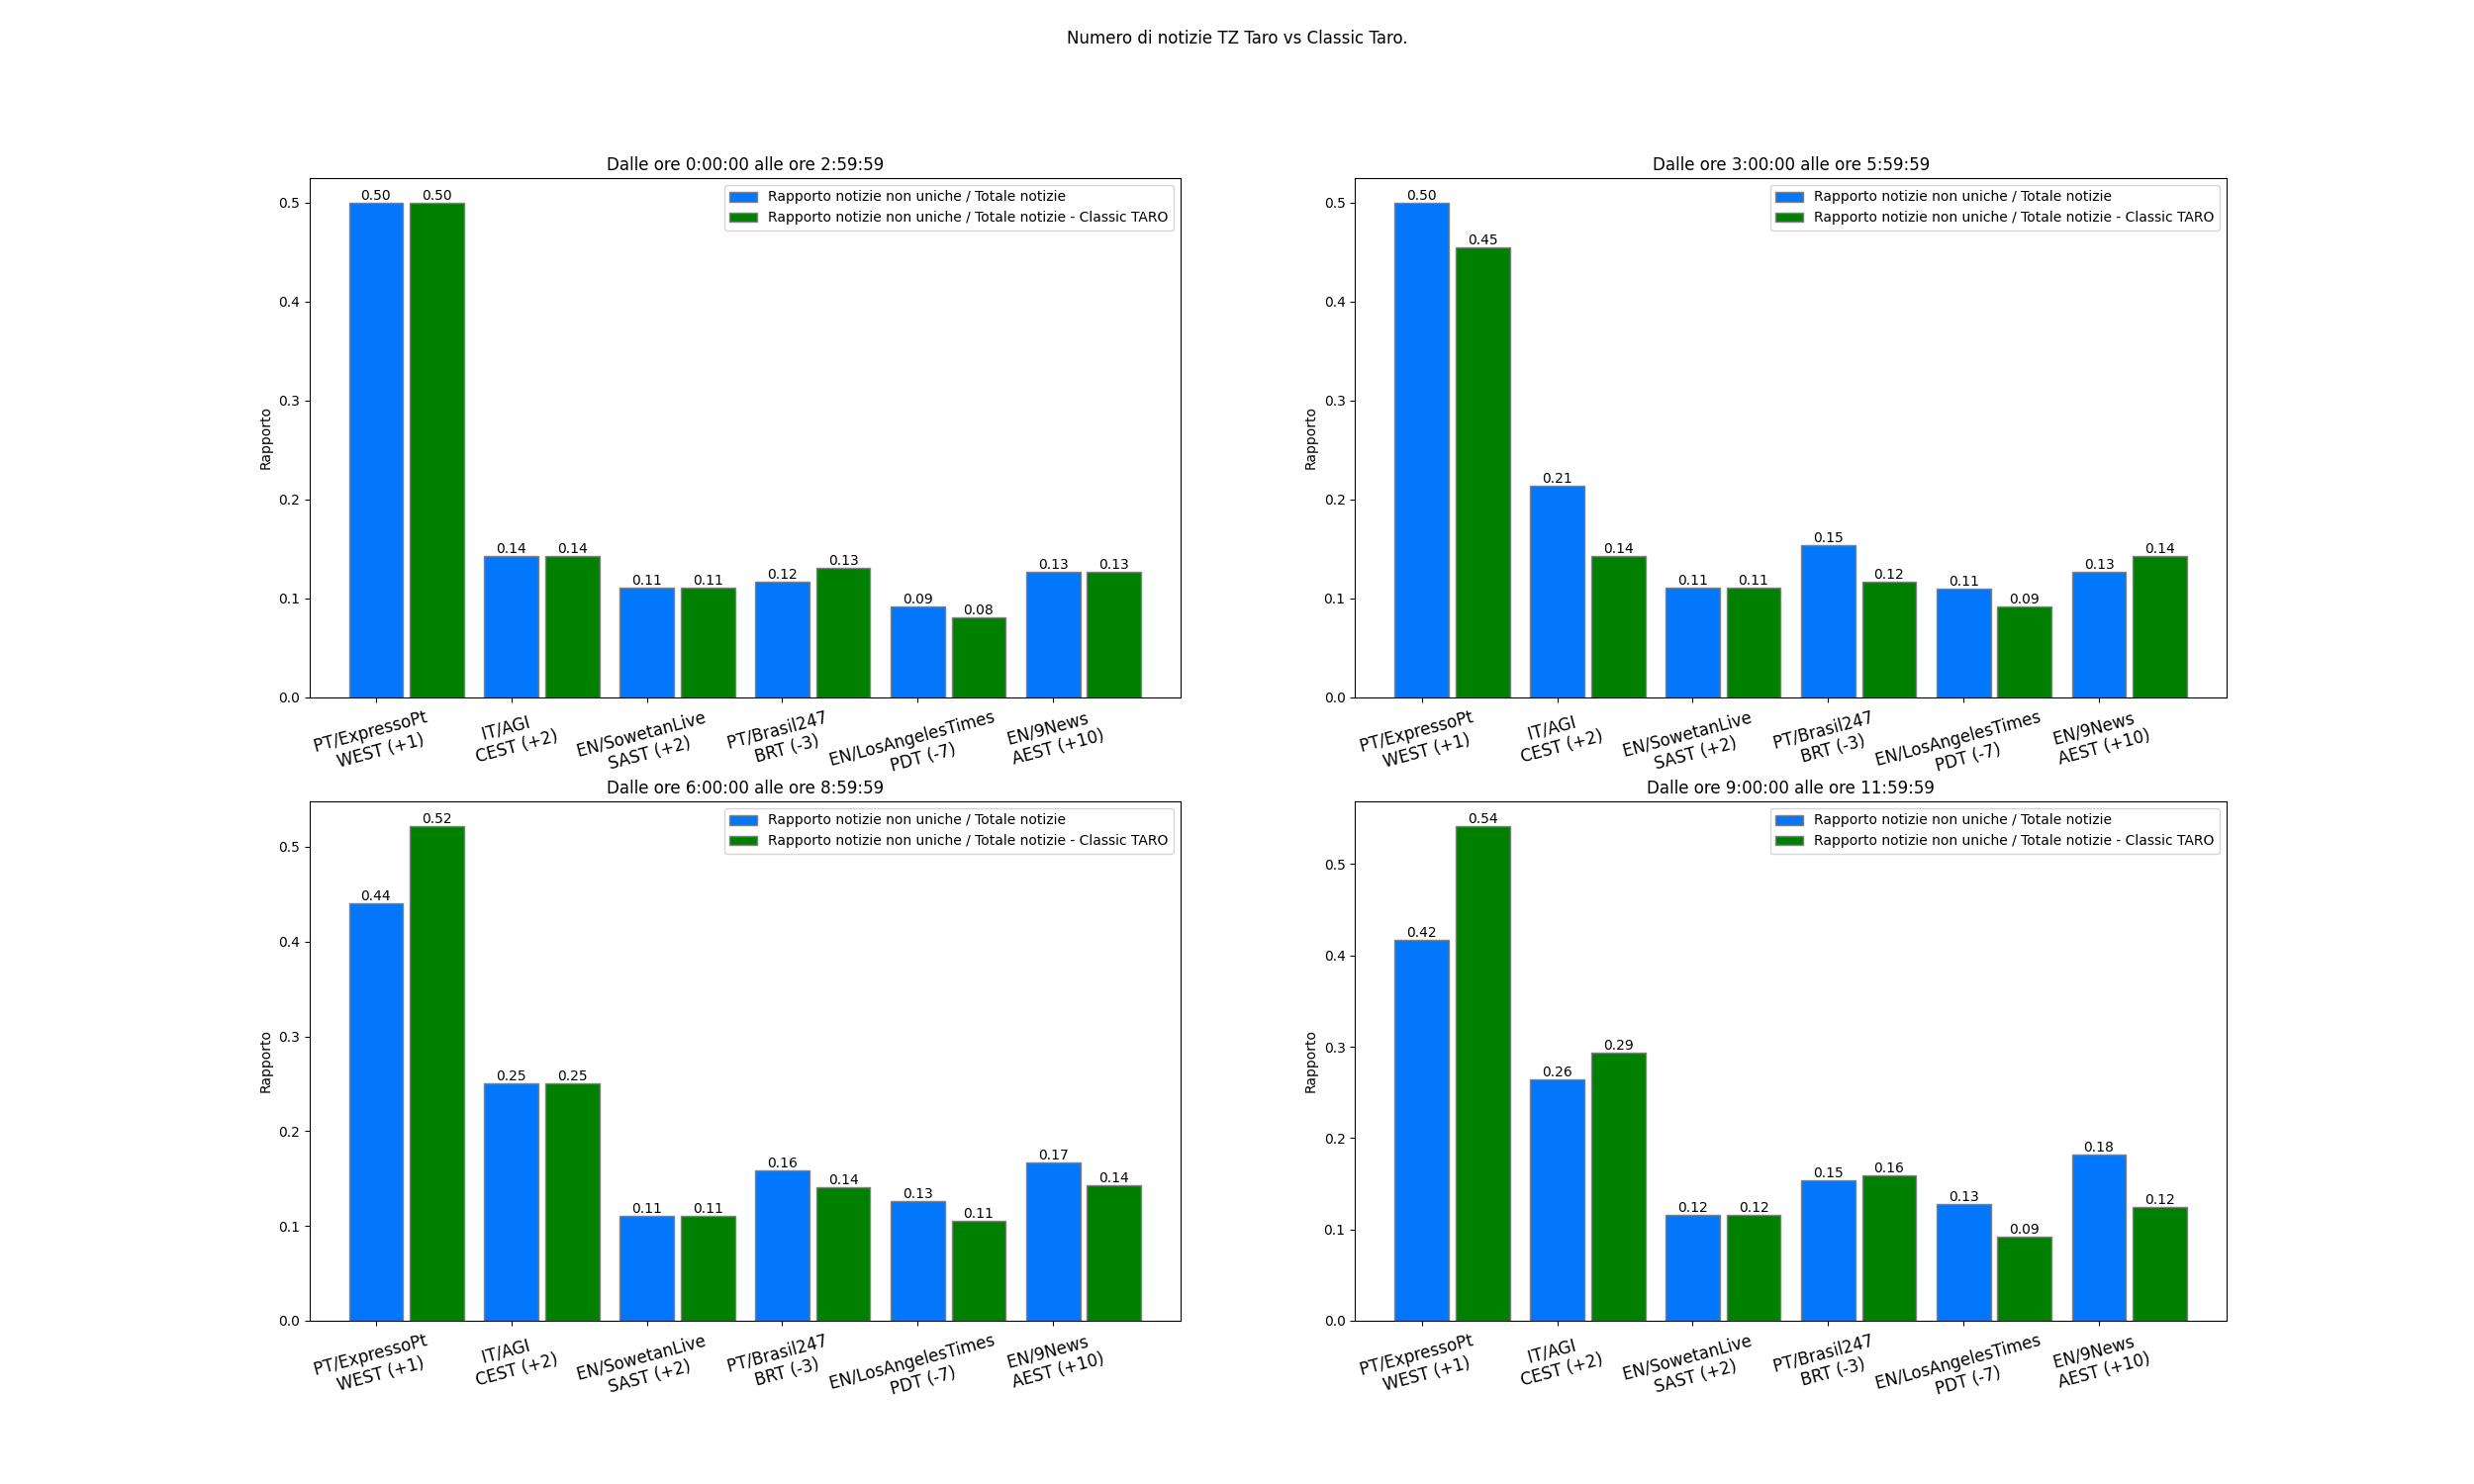 Numero di notizie TZ Taro vs Classic Taro.
Dalle ore 0:00:00 alle ore 2:59:59
Rapporto notizie non uniche / Totale notizie
Rapporto notizie non uniche / Totale notizie - Classic TARO
Rapporto
0.5
0.4
0.3
0.2
0.1
0.0
0.50
0.50
0.14
0.14
0.11
0.11
0.12
0.13
0.09
0.08
0.13
0.13
PT/ExpressoPt
WEST (+1)
IT/AGI
CEST (+2)
EN/SowetanLive
SAST (+2)
PT/Brasil247
BRT (-3)
EN/LosAngelesTimes
PDT (-7)
EN/9News
AEST (+10)
Dalle ore 3:00:00 alle ore 5:59:59
Rapporto notizie non uniche / Totale notizie
Rapporto notizie non uniche / Totale notizie - Classic TARO
Rapporto
0.5
0.4
0.3
0.2
0.1
0.0
0.50
0.45
0.21
0.14
0.11
0.11
0.15
0.12
0.11
0.09
0.13
0.14
PT/ExpressoPt
WEST (+1)
IT/AGI
CEST (+2)
EN/SowetanLive
SAST (+2)
PT/Brasil247
BRT (-3)
EN/LosAngelesTimes
PDT (-7)
EN/9News
AEST (+10)
Dalle ore 6:00:00 alle ore 8:59:59
Rapporto notizie non uniche / Totale notizie
Rapporto notizie non uniche / Totale notizie - Classic TARO
Rapporto
0.5
0.4
0.3
0.2
0.1
0.0
0.44
0.52
0.25
0.25
0.11
0.11
0.16
0.14
0.13
0.11
0.17
0.14
PT/ExpressoPt
WEST (+1)
IT/AGI
CEST (+2)
EN/SowetanLive
SAST (+2)
PT/Brasil247
BRT (-3)
EN/LosAngelesTimes
PDT (-7)
EN/9News
AEST (+10)
Dalle ore 9:00:00 alle ore 11:59:59
Rapporto notizie non uniche / Totale notizie
Rapporto notizie non uniche / Totale notizie - Classic TARO
Rapporto
0.5
0.4
0.3
0.2
0.1
0.0
0.42
0.54
0.26
0.29
0.12
0.12
0.15
0.16
0.13
0.09
0.18
0.12
PT/ExpressoPt
WEST (+1)
IT/AGI
CEST (+2)
EN/SowetanLive
SAST (+2)
PT/Brasil247
BRT (-3)
EN/LosAngelesTimes
PDT (-7)
EN/9News
AEST (+10)